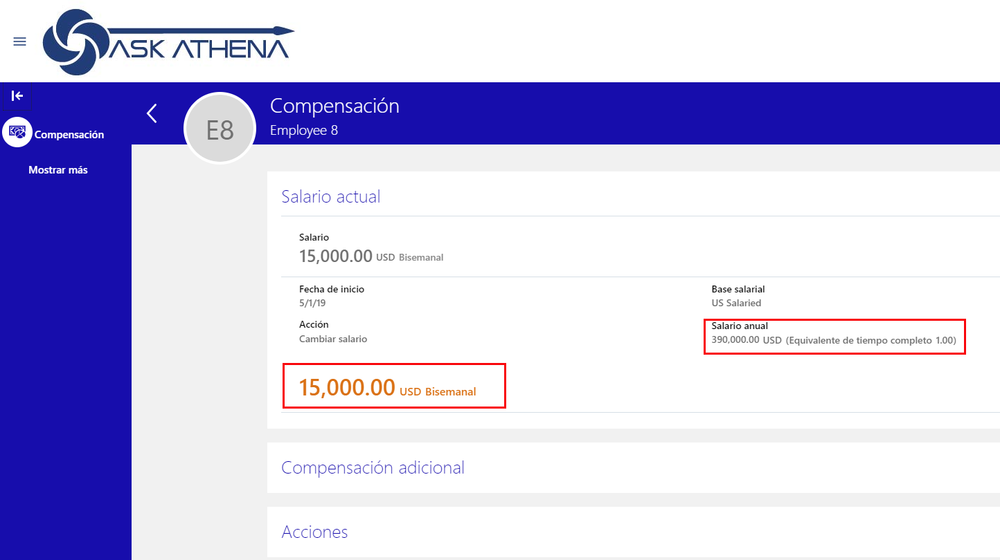 ASK ATHENA
Compensación
Employee 8
E8
Compensación
Mostrar más
Salario actual
Salario
15,000.00 USD Bisemanal
Fecha de inicio
5/1/19
Base salarial
US Salaried
Acción
Cambiar salario
Salario anual
390,000.00 USD (Equivalente de tiempo completo 1.00)
15,000.00 USD Bisemanal
Compensación adicional
Acciones